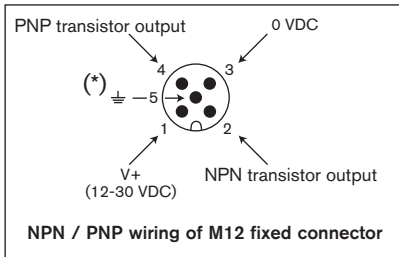 PNP transistor output
0 VDC
4
3
(*)
5
1
2
V+
(12-30 VDC)
NPN transistor output
NPN / PNP wiring of M12 fixed connector